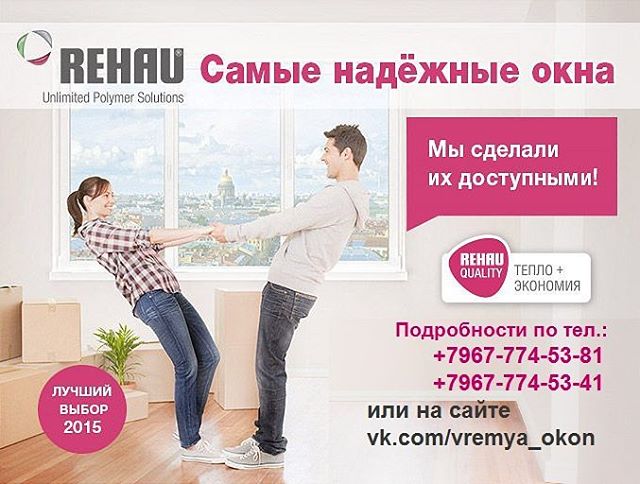 REHAU®
Unlimited Polymer Solutions
Самые надёжные окна
Мы сделали
их доступными!
REHAU
QUALITY
ТЕПЛО +
ЭКОНОМИЯ
Подробности по тел.:
+7967-774-53-81
+7967-774-53-41
или на сайте
vk.com/vremya_okon
ЛУЧШИЙ
ВЫБОР
2015